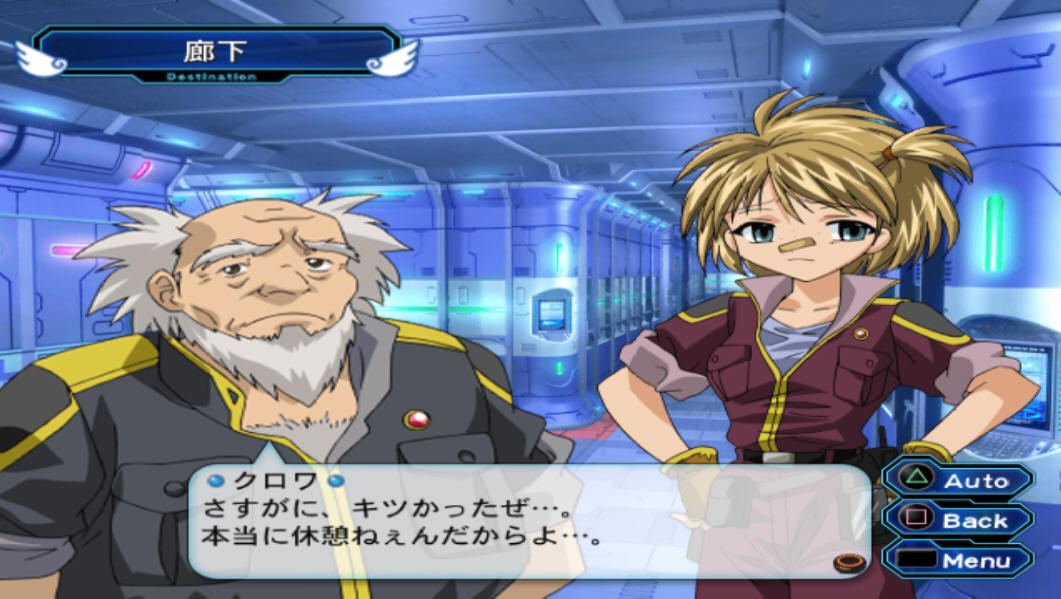 廊下
Destination
クロワ
さすがに、キツかったぜ…。
本当に休憩ねぇんだからよ…。
Auto
Back
Menu